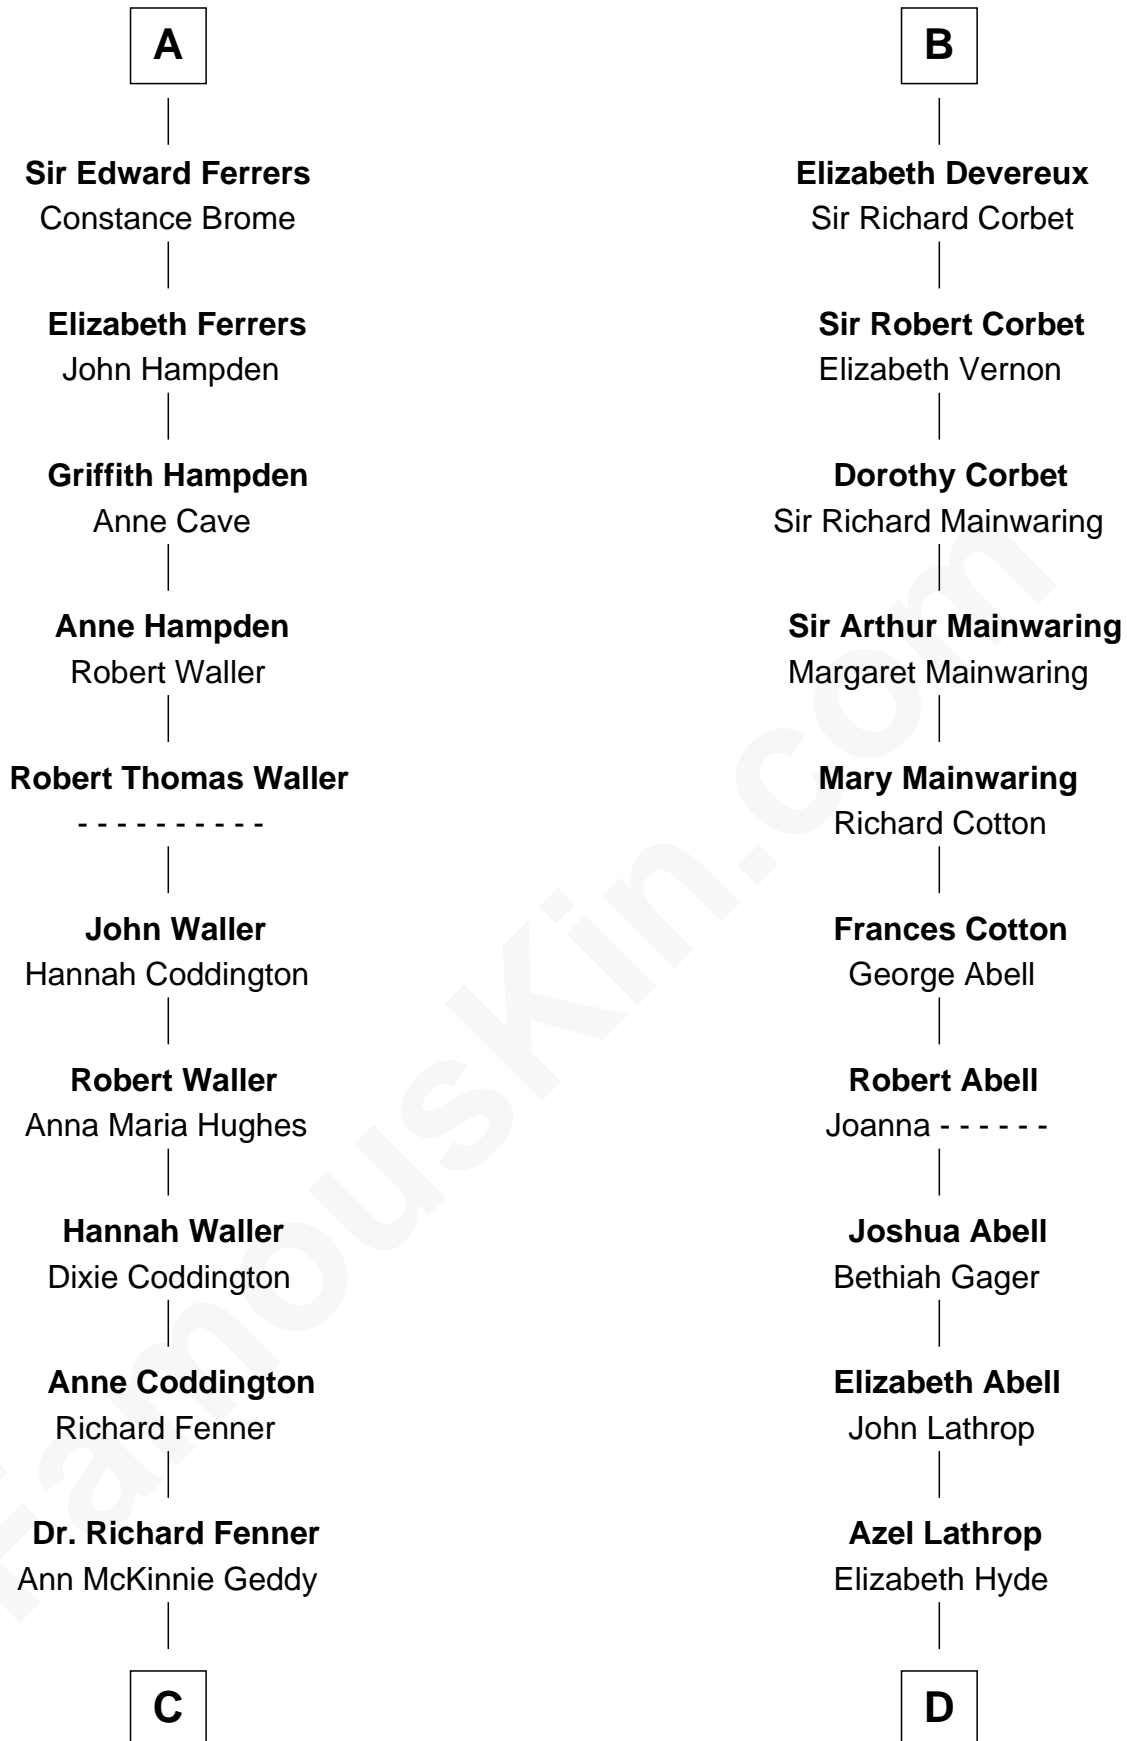 A
Sir Edward Ferrers
Constance Brome
Elizabeth Ferrers
John Hampden
Griffith Hampden
Anne Cave
Anne Hampden
Robert Waller
Robert Thomas Waller
- - - - - - - - - -
John Waller
Hannah Coddington
Robert Waller
Anna Maria Hughes
Hannah Waller
Dixie Coddington
Anne Coddington
Richard Fenner
Dr. Richard Fenner
Ann McKinnie Geddy
C
B
Elizabeth Devereux
Sir Richard Corbet
Sir Robert Corbet
Elizabeth Vernon
Dorothy Corbet
Sir Richard Mainwaring
Sir Arthur Mainwaring
Margaret Mainwaring
Mary Mainwaring
Richard Cotton
Frances Cotton
George Abell
Robert Abell
Joanna - - - - - -
Joshua Abell
Bethiah Gager
Elizabeth Abell
John Lathrop
Azel Lathrop
Elizabeth Hyde
D
FamousKin.com